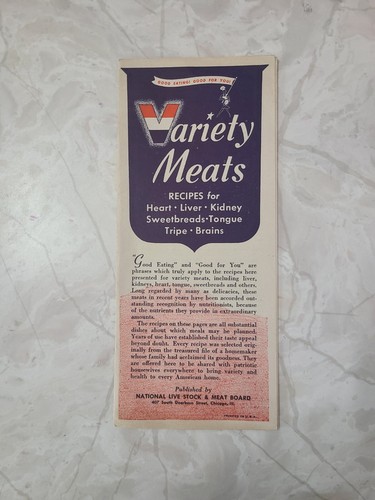 GOOD EATING! GOOD FOR YOU!
Variety
Meats
RECIPES for
Heart • Liver • Kidney
Sweetbreads • Tongue
Tripe • Brains
"Good Eating" and "Good for You" are
phrases which truly apply to the recipes here
presented for variety meats, including liver,
kidneys, heart, tongue, sweetbreads and others.
Long regarded by many as delicacies, these
meats in recent years have been accorded out-
standing recognition by nutritionists, because
of the nutrients they provide in extraordinary
amounts.
The recipes on these pages are all substantial
dishes about which meals may be planned.
Years of use have established their taste appeal
beyond doubt. Every recipe was selected orig-
inally from the treasured file of a homemaker
whose family had acclaimed its goodness. They
are offered here to be shared with patriotic
housewives everywhere to bring variety and
health to every American home.
Published by
NATIONAL LIVE STOCK & MEAT BOARD
407 South Dearborn Street, Chicago, Ill.
PRINTED IN U.S.A.